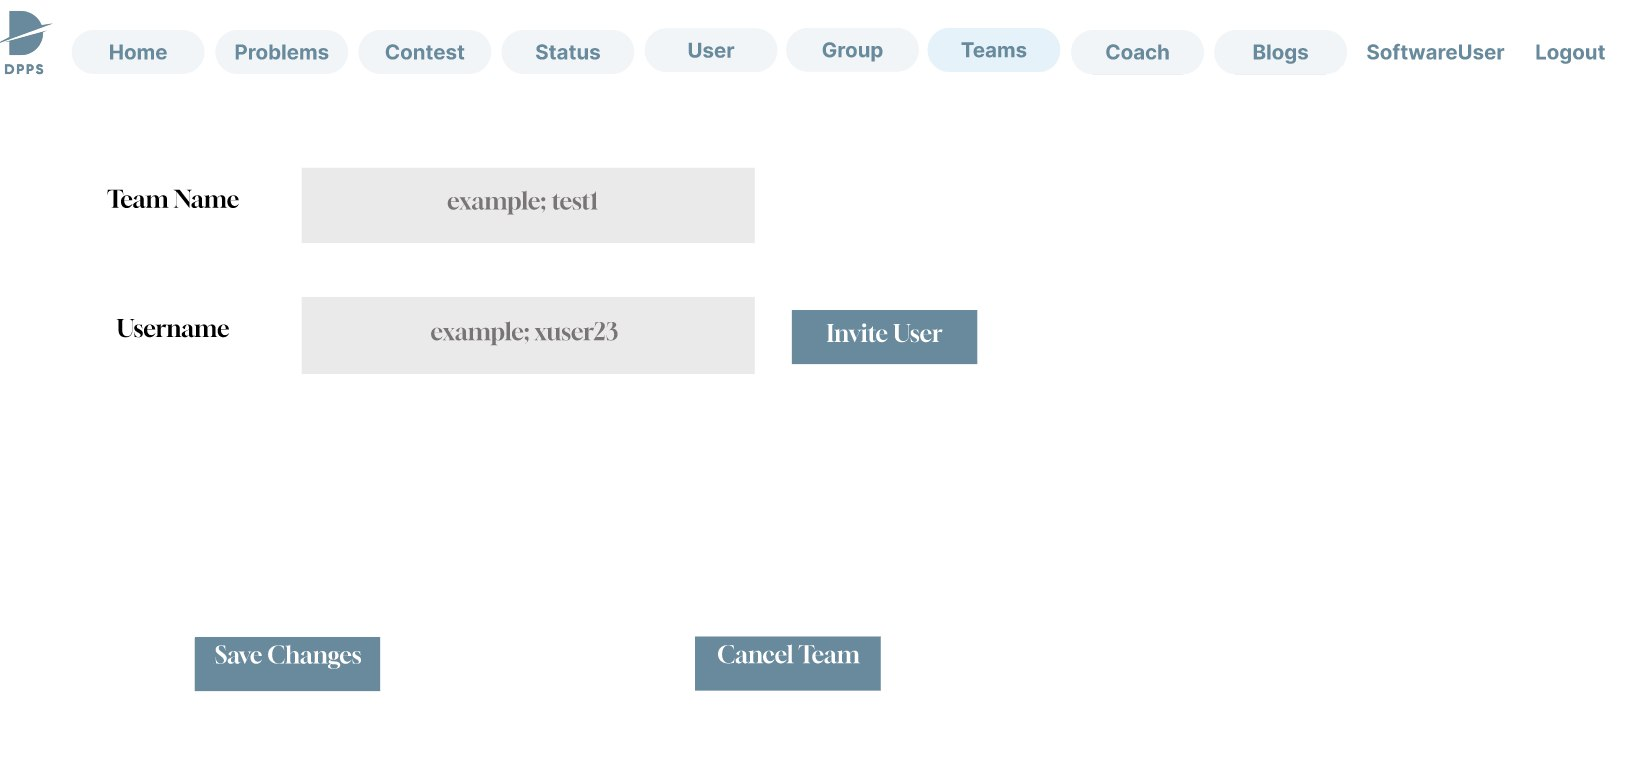 DPPS
Home Problems Contest Status User Group Teams Coach Blogs SoftwareUser Logout
Team Name example; test1
Username example; xuser23 Invite User
Save Changes Cancel Team